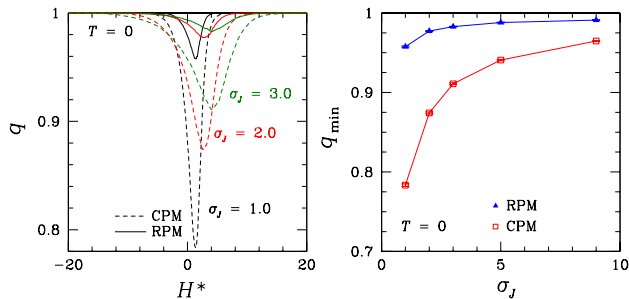 1
0.9
0.8
q
T = 0
σJ = 3.0
σJ = 2.0
σJ = 1.0
CPM
RPM
-20
0
20
H*
1
0.9
0.8
0.7
qmin
RPM
CPM
T = 0
0
5
10
σJ